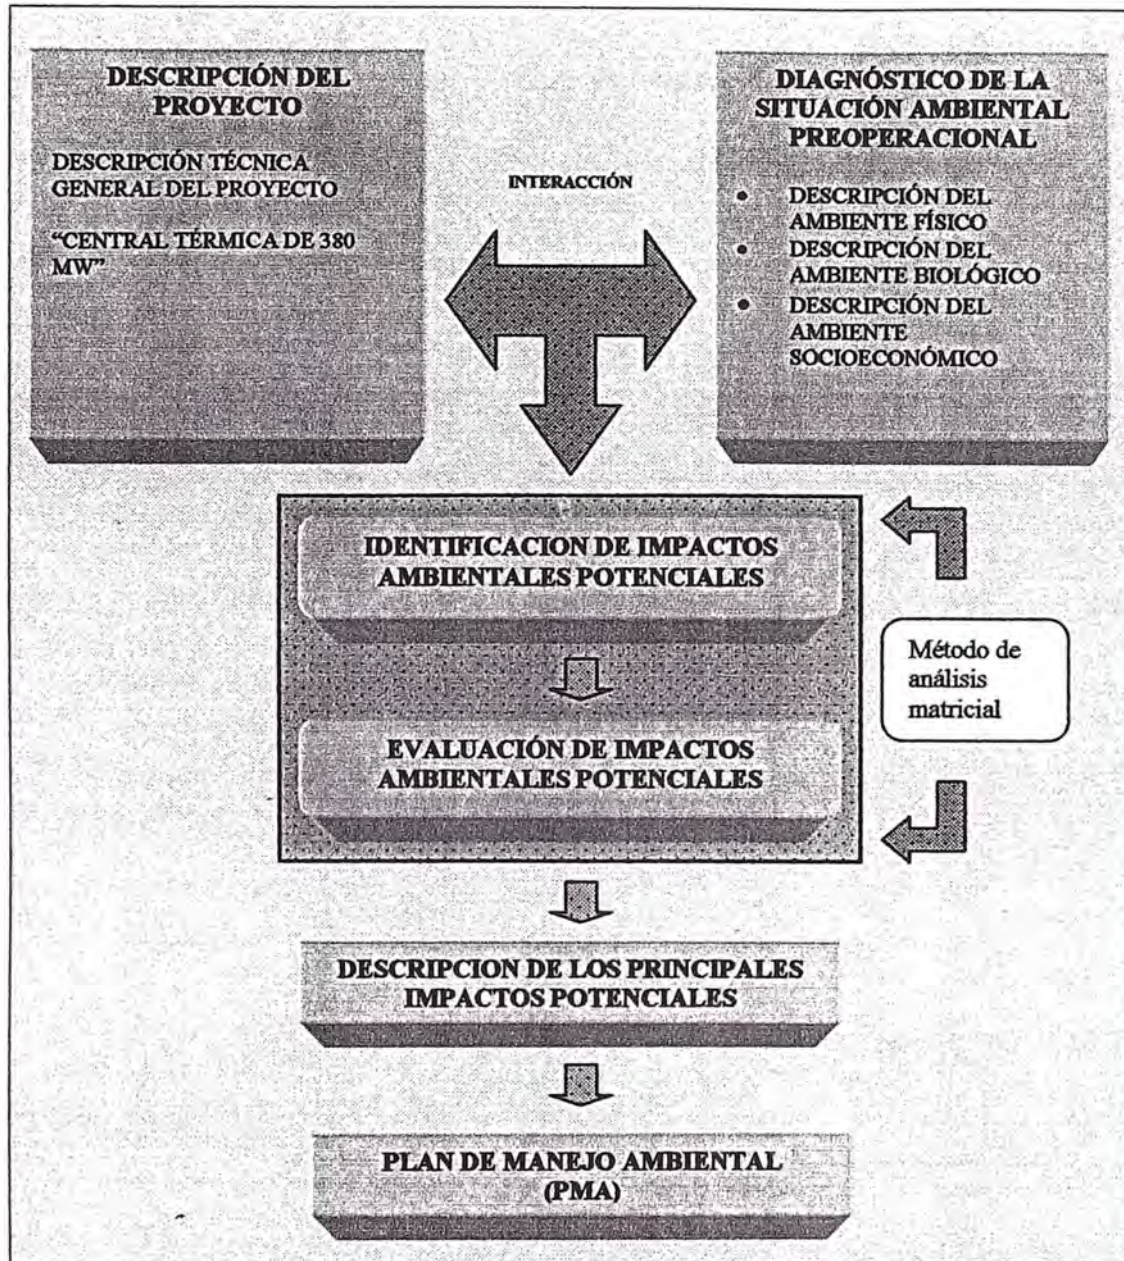 DESCRIPCIÓN DEL
PROYECTO
DESCRIPCIÓN TÉCNICA
GENERAL DEL PROYECTO
“CENTRAL TÉRMICA DE 380
MW”
INTERACCIÓN
DIAGNÓSTICO DE LA
SITUACIÓN AMBIENTAL
PREOPERACIONAL
• DESCRIPCIÓN DEL
AMBIENTE FÍSICO
• DESCRIPCIÓN DEL
AMBIENTE BIOLÓGICO
• DESCRIPCIÓN DEL
AMBIENTE
SOCIOECONÓMICO
IDENTIFICACION DE IMPACTOS
AMBIENTALES POTENCIALES
Método de
análisis
matricial
EVALUACIÓN DE IMPACTOS
AMBIENTALES POTENCIALES
DESCRIPCION DE LOS PRINCIPALES
IMPACTOS POTENCIALES
PLAN DE MANEJO AMBIENTAL
(PMA)